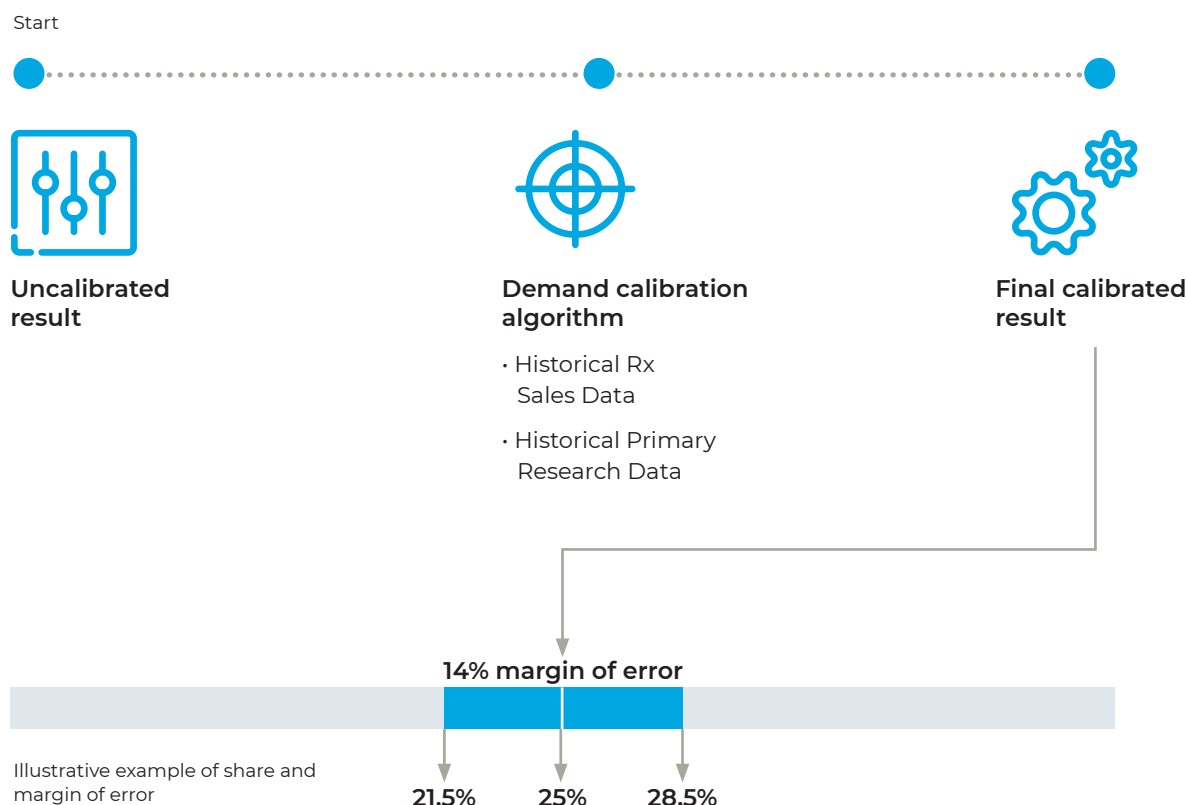 Start
Uncalibrated
result
Demand calibration
algorithm
· Historical Rx
Sales Data
· Historical Primary
Research Data
Final calibrated
result
14% margin of error
Illustrative example of share and
margin of error
21.5%
25%
28.5%